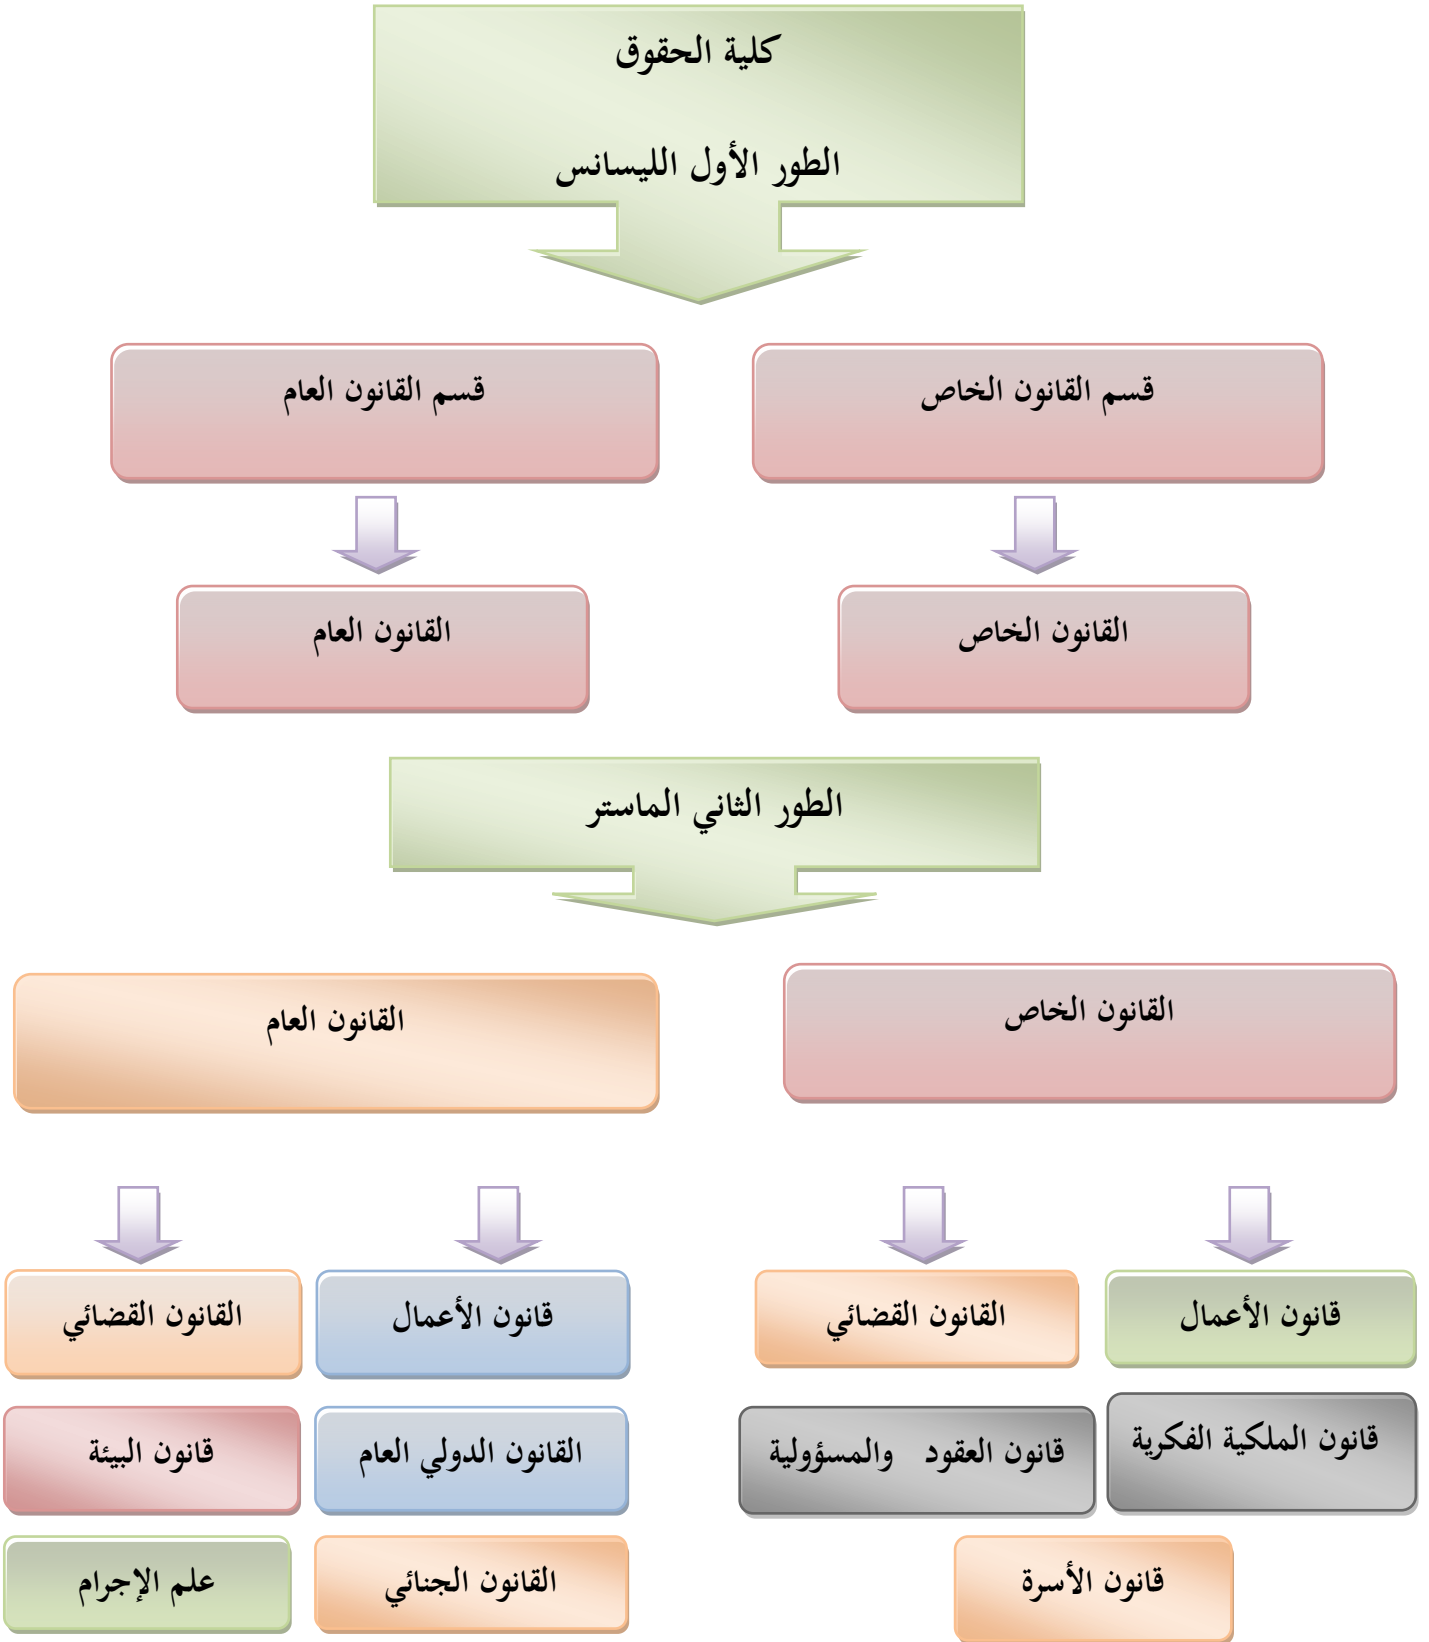 كلية الحقوق
الطور الأول الليسانس
قسم القانون الخاص
قسم القانون العام
القانون الخاص
القانون العام
الطور الثاني الماستر
القانون الخاص
القانون العام
قانون الأعمال
القانون القضائي
قانون الأعمال
القانون القضائي
قانون الملكية الفكرية
قانون العقود والمسؤولية
القانون الدولي العام
قانون البيئة
قانون الأسرة
القانون الجنائي
علم الإجرام